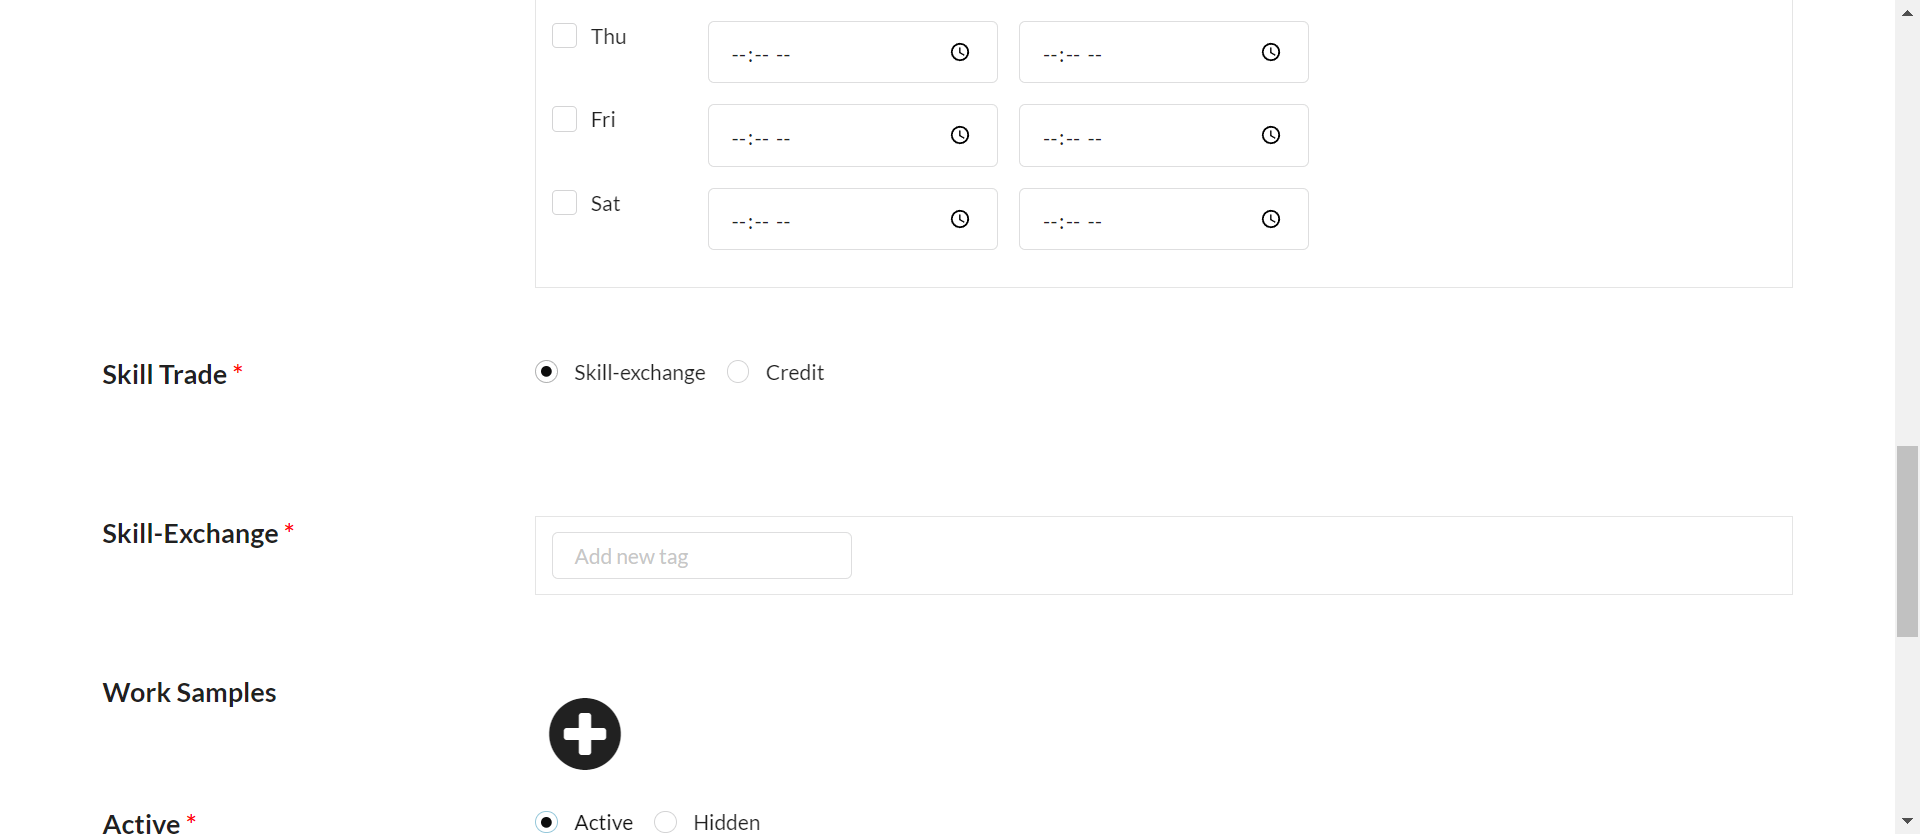 Thu --:-- -- --:-- --
Fri --:-- -- --:-- --
Sat --:-- -- --:-- --
Skill Trade * Skill-exchange Credit
Skill-Exchange * Add new tag
Work Samples
Active * Active Hidden